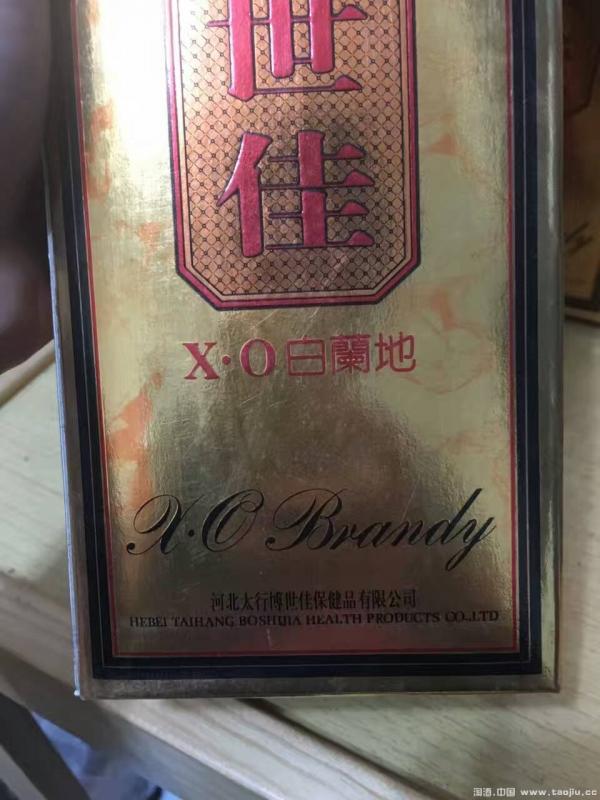 世
佳
X·O白蘭地
X·O Brandy
河北太行博世佳保健品有限公司
HEBEI TAIHANG BOSHIJIA HEALTH PRODUCTS CO.,LTD
淘酒.中国 www.taojiu.cc